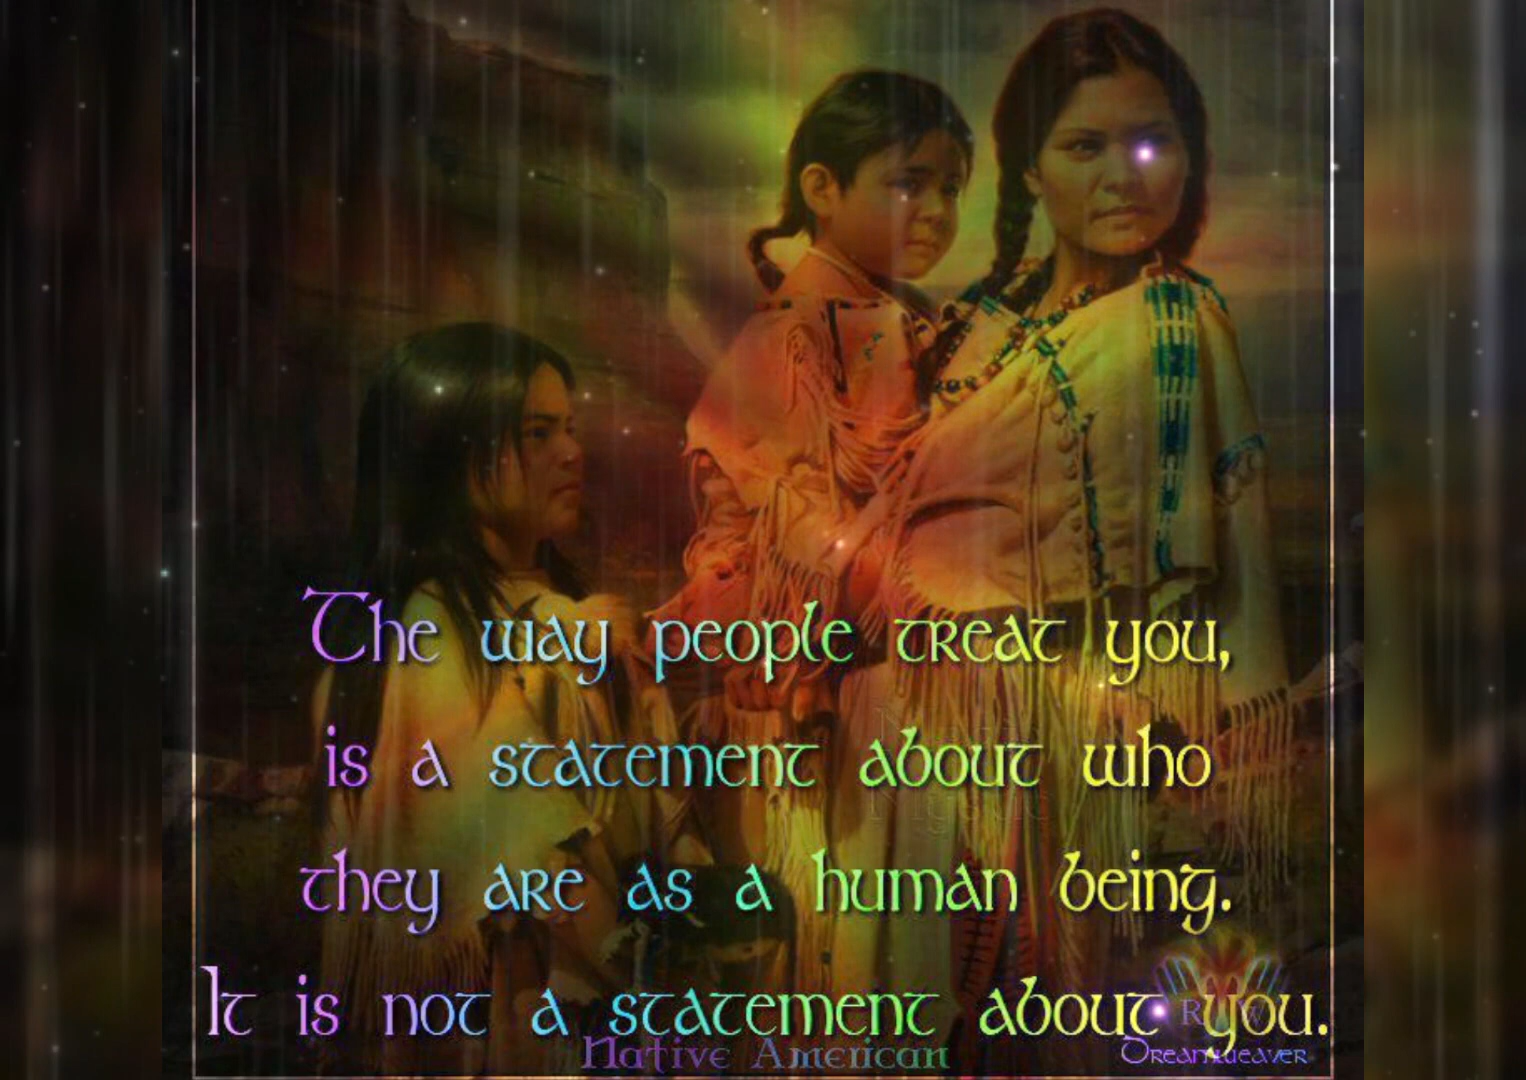 The way people treat you,
is a statement about who
they are as a human being.
It is not a statement about you.
Native American
R W
Dreamweaver